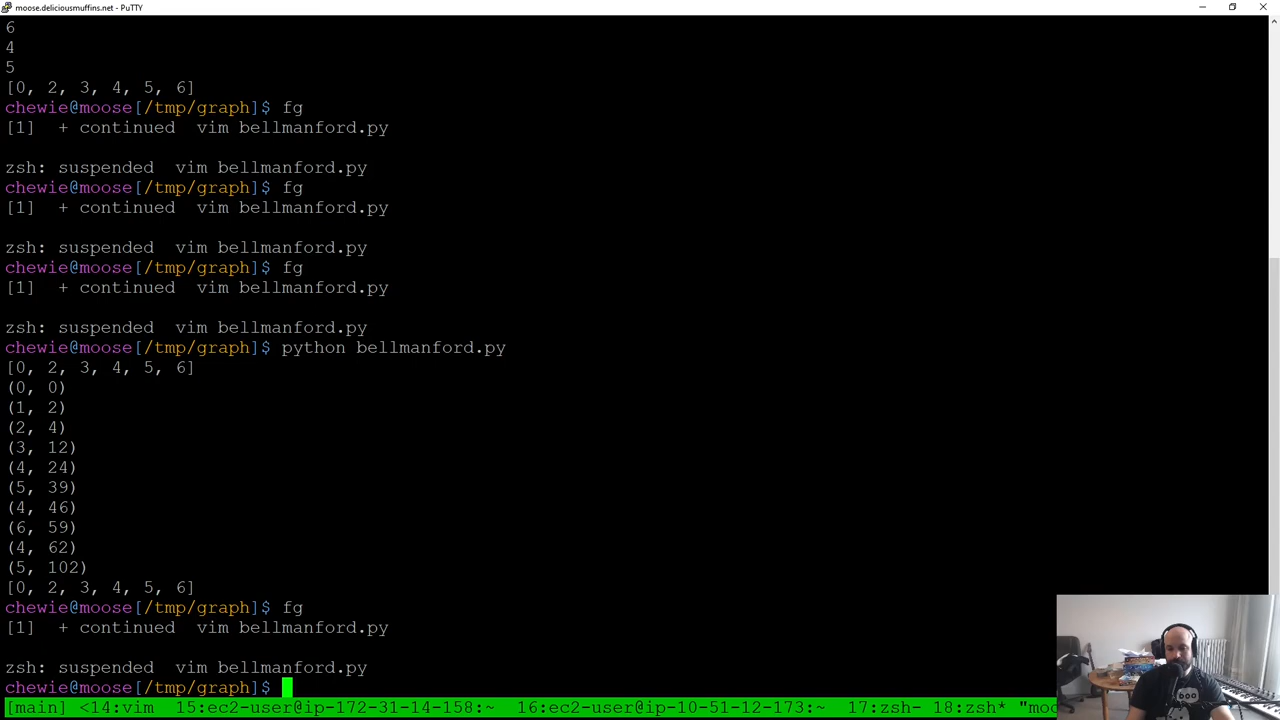 moose.deliciousmuffins.net - PuTTY
6
4
5
[0, 2, 3, 4, 5, 6]
chewie@moose[/tmp/graph]$ fg
[1]  + continued  vim bellmanford.py
zsh: suspended  vim bellmanford.py
chewie@moose[/tmp/graph]$ fg
[1]  + continued  vim bellmanford.py
zsh: suspended  vim bellmanford.py
chewie@moose[/tmp/graph]$ fg
[1]  + continued  vim bellmanford.py
zsh: suspended  vim bellmanford.py
chewie@moose[/tmp/graph]$ python bellmanford.py
[0, 2, 3, 4, 5, 6]
(0, 0)
(1, 2)
(2, 4)
(3, 12)
(4, 24)
(5, 39)
(4, 46)
(6, 59)
(4, 62)
(5, 102)
[0, 2, 3, 4, 5, 6]
chewie@moose[/tmp/graph]$ fg
[1]  + continued  vim bellmanford.py
zsh: suspended  vim bellmanford.py
chewie@moose[/tmp/graph]$
[main] <14:vim  15:ec2-user@ip-172-31-14-158:~  16:ec2-user@ip-10-51-12-173:~  17:zsh- 18:zsh* "moo
boo